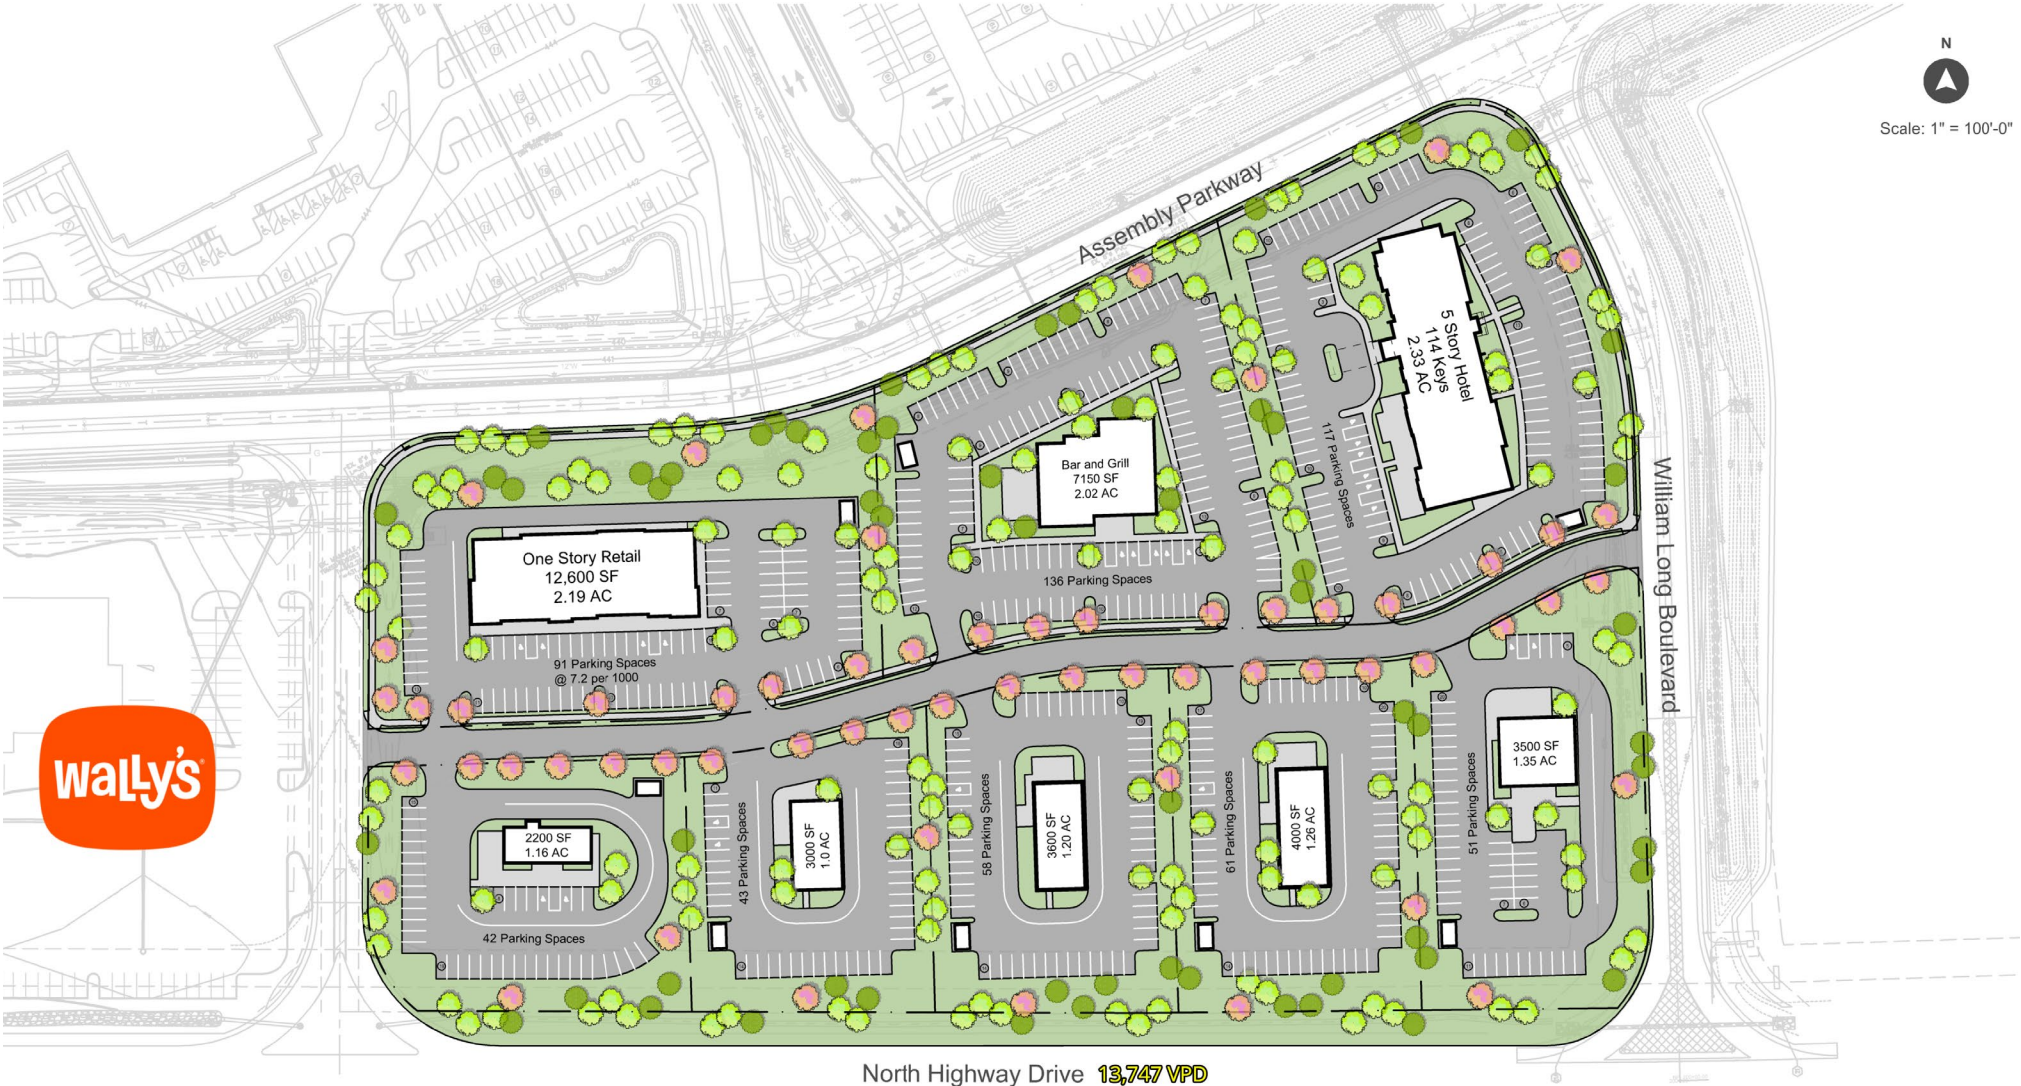 N
Scale: 1" = 100'-0"
Assembly Parkway
5 Story Hotel
114 Keys
2.33 AC
117 Parking Spaces
Bar and Grill
7150 SF
2.02 AC
136 Parking Spaces
One Story Retail
12,600 SF
2.19 AC
91 Parking Spaces
@ 7.2 per 1000
William Long Boulevard
WaLLy's
2200 SF
1.16 AC
42 Parking Spaces
43 Parking Spaces
3000 SF
1.0 AC
58 Parking Spaces
3600 SF
1.20 AC
61 Parking Spaces
4000 SF
1.26 AC
51 Parking Spaces
3500 SF
1.35 AC
North Highway Drive 13,747 VPD